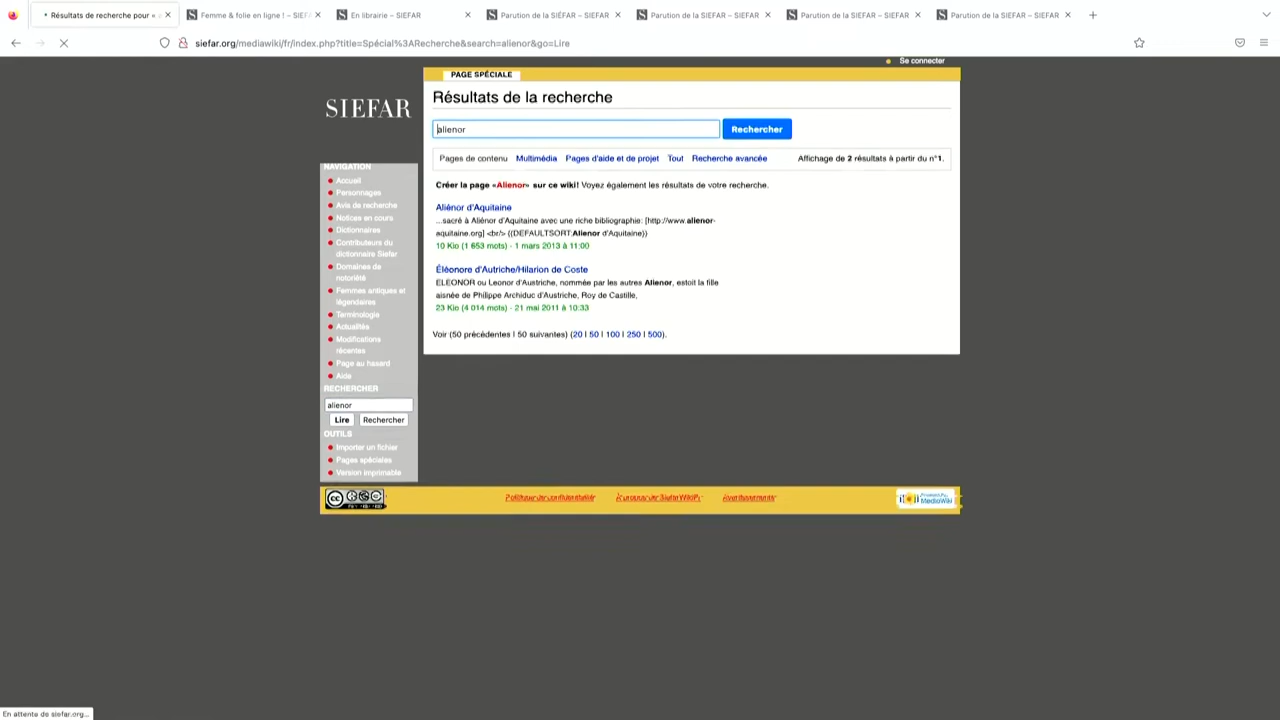 Résultats de recherche pour «
Femme & folie en ligne ! – SIEF
En librairie – SIEFAR
Parution de la SIÉFAR – SIEFAR
Parution de la SIEFAR – SIEFAR
Parution de la SIEFAR – SIEFAR
Parution de la SIEFAR – SIEFAR
siefar.org/mediawiki/fr/index.php?title=Spécial%3ARecherche&search=alienor&go=Lire
Se connecter
PAGE SPÉCIALE
SIEFAR
Résultats de la recherche
alienor
Rechercher
Pages de contenu Multimédia Pages d'aide et de projet Tout Recherche avancée Affichage de 2 résultats à partir du n°1.
Créer la page «Alienor» sur ce wiki! Voyez également les résultats de votre recherche.
Aliénor d'Aquitaine
...sacré à Aliénor d'Aquitaine avec une riche bibliographie: [http://www.alienor-
aquitaine.org] <br/> {{DEFAULTSORT:Alienor d'Aquitaine}}
10 Kio (1 653 mots) - 1 mars 2013 à 11:00
Éléonore d'Autriche/Hilarion de Coste
ELEONOR ou Leonor d'Austriche, nommée par les autres Alienor, estoit la fille
aisnée de Philippe Archiduc d'Austriche, Roy de Castille,
23 Kio (4 014 mots) - 21 mai 2011 à 10:33
Voir (50 précédentes | 50 suivantes) (20 | 50 | 100 | 250 | 500).
NAVIGATION
Accueil
Personnages
Avis de recherche
Notices en cours
Dictionnaires
Contributeurs du
dictionnaire Siefar
Domaines de
notoriété
Femmes antiques et
légendaires
Terminologie
Actualités
Modifications
récentes
Page au hasard
Aide
RECHERCHER
alienor
Lire Rechercher
OUTILS
Importer un fichier
Pages spéciales
Version imprimable
Politique de confidentialité
À propos de SiefarWikiFr
Avertissements
MediaWiki
En attente de siefar.org...